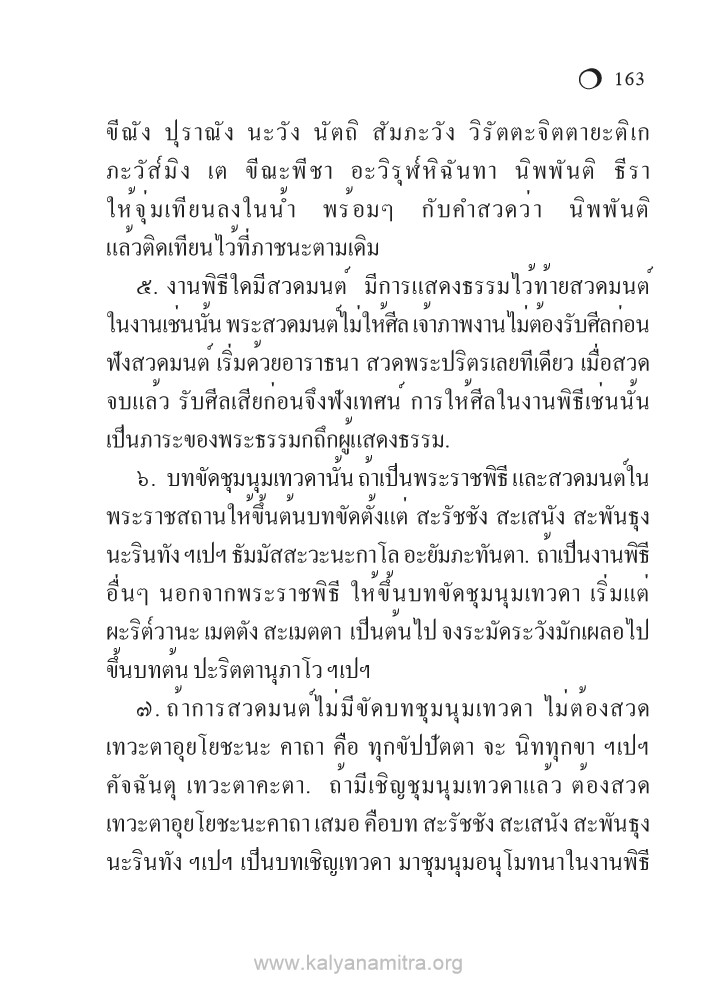 163
ขีณัง ปุราณัง นะวัง นัตถิ สัมภะวัง วิรัตตะจิตตายะติเก
ภะวัส๎มิง เต ขีณะพีชา อะวิรุฬ๎หิฉันทา นิพพันติ ธีรา
ให้จุ่มเทียนลงในน้ำ พร้อมๆ กับคำสวดว่า นิพพันติ
แล้วติดเทียนไว้ที่ภาชนะตามเดิม
๕. งานพิธีใดมีสวดมนต์ มีการแสดงธรรมไว้ท้ายสวดมนต์
ในงานเช่นนั้น พระสวดมนต์ไม่ให้ศีล เจ้าภาพงานไม่ต้องรับศีลก่อน
ฟังสวดมนต์ เริ่มด้วยอาราธนา สวดพระปริตรเลยทีเดียว เมื่อสวด
จบแล้ว รับศีลเสียก่อนจึงฟังเทศน์ การให้ศีลในงานพิธีเช่นนั้น
เป็นภาระของพระธรรมกถึกผู้แสดงธรรม.
๖. บทขัดชุมนุมเทวดานั้น ถ้าเป็นพระราชพิธี และสวดมนต์ใน
พระราชสถานให้ขึ้นต้นบทขัดตั้งแต่ สะรัชชัง สะเสนัง สะพันธุง
นะรินทัง ฯเปฯ ธัมมัสสะวะนะกาโล อะยัมภะทันตา. ถ้าเป็นงานพิธี
อื่นๆ นอกจากพระราชพิธี ให้ขึ้นบทขัดชุมนุมเทวดา เริ่มแต่
ผะริต๎วานะ เมตตัง สะเมตตา เป็นต้นไป จงระมัดระวังมักเผลอไป
ขึ้นบทต้น ปะริตตานุภาโว ฯเปฯ
๗. ถ้าการสวดมนต์ไม่มีขัดบทชุมนุมเทวดา ไม่ต้องสวด
เทวะตาอุยโยชะนะ คาถา คือ ทุกขัปปัตตา จะ นิททุกขา ฯเปฯ
คัจฉันตุ เทวะตาคะตา. ถ้ามีเชิญชุมนุมเทวดาแล้ว ต้องสวด
เทวะตาอุยโยชะนะคาถา เสมอ คือบท สะรัชชัง สะเสนัง สะพันธุง
นะรินทัง ฯเปฯ เป็นบทเชิญเทวดา มาชุมนุมอนุโมทนาในงานพิธี
www.kalyanamitra.org